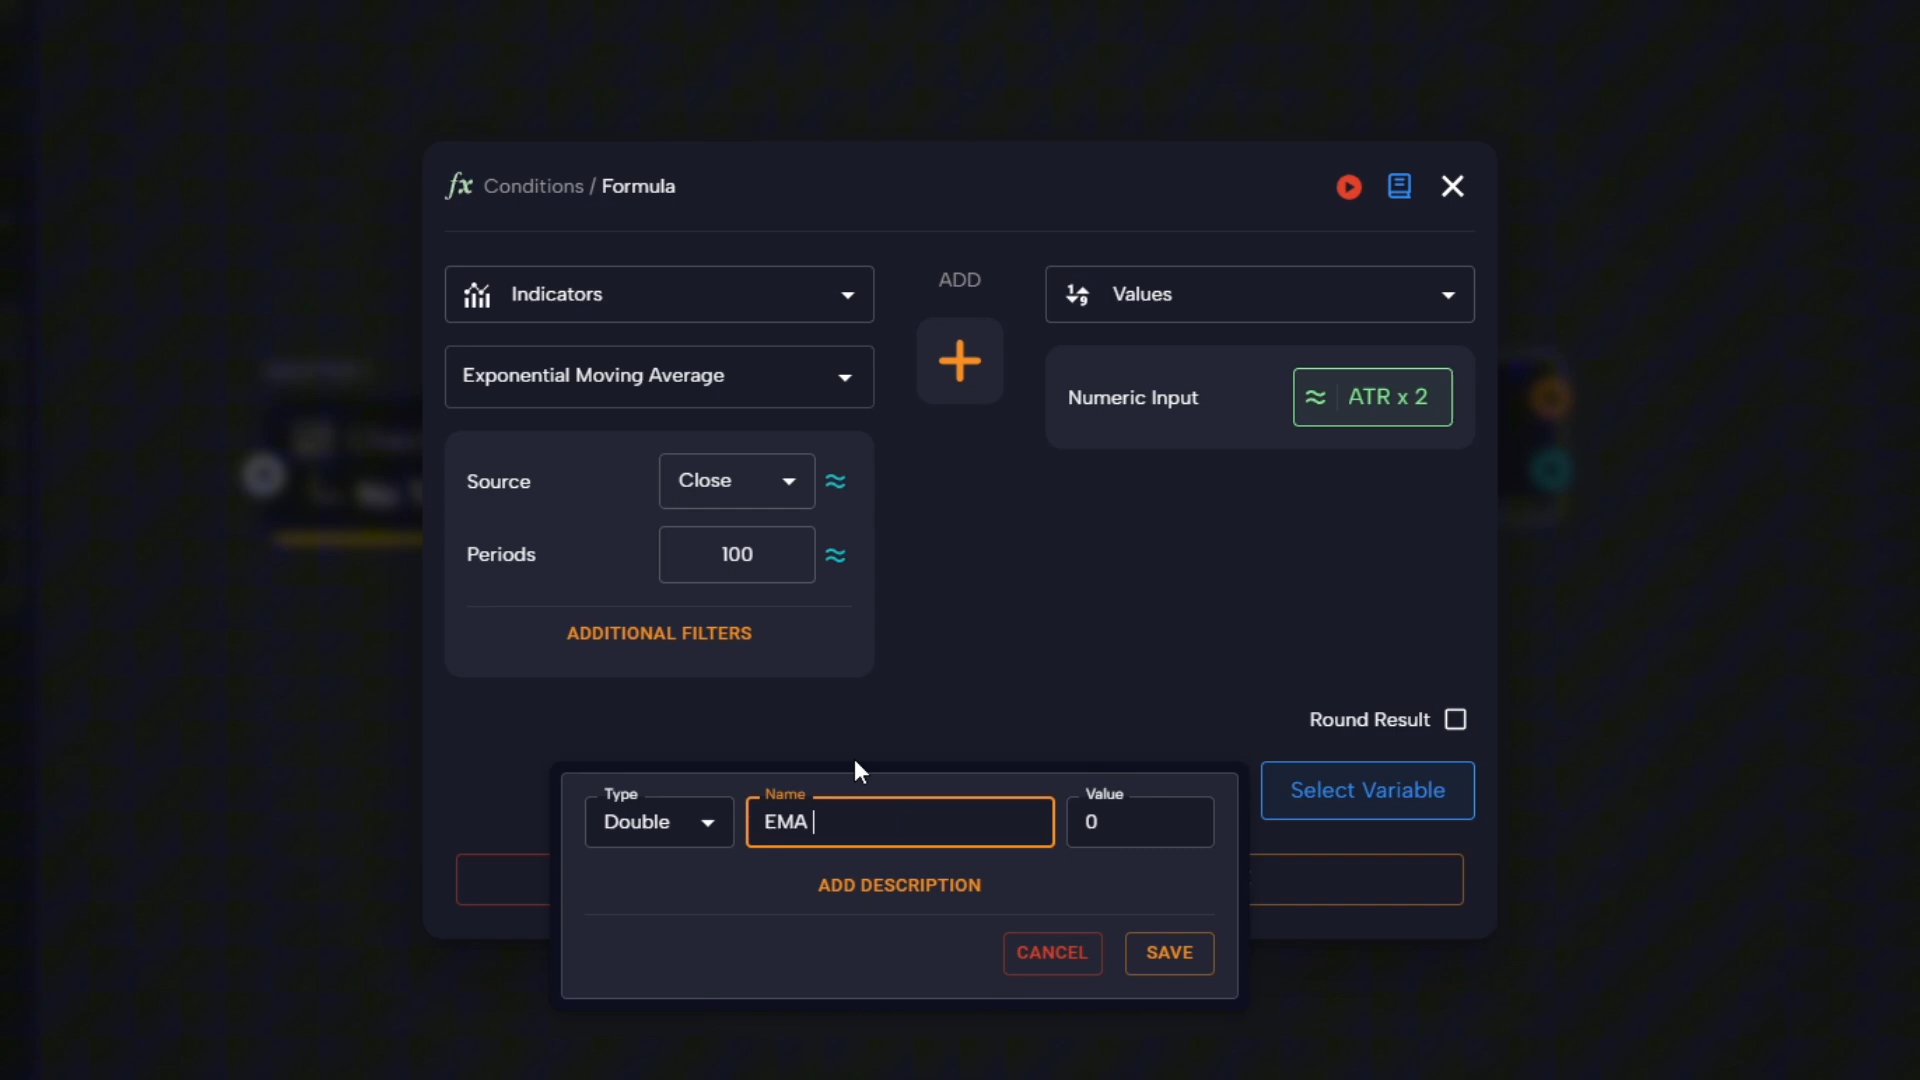 fx Conditions / Formula
Indicators
ADD
Values
Exponential Moving Average
Numeric Input
ATR x 2
Source
Close
Periods
100
ADDITIONAL FILTERS
Round Result
Select Variable
Type
Name
Value
Double
EMA
0
ADD DESCRIPTION
CANCEL
SAVE